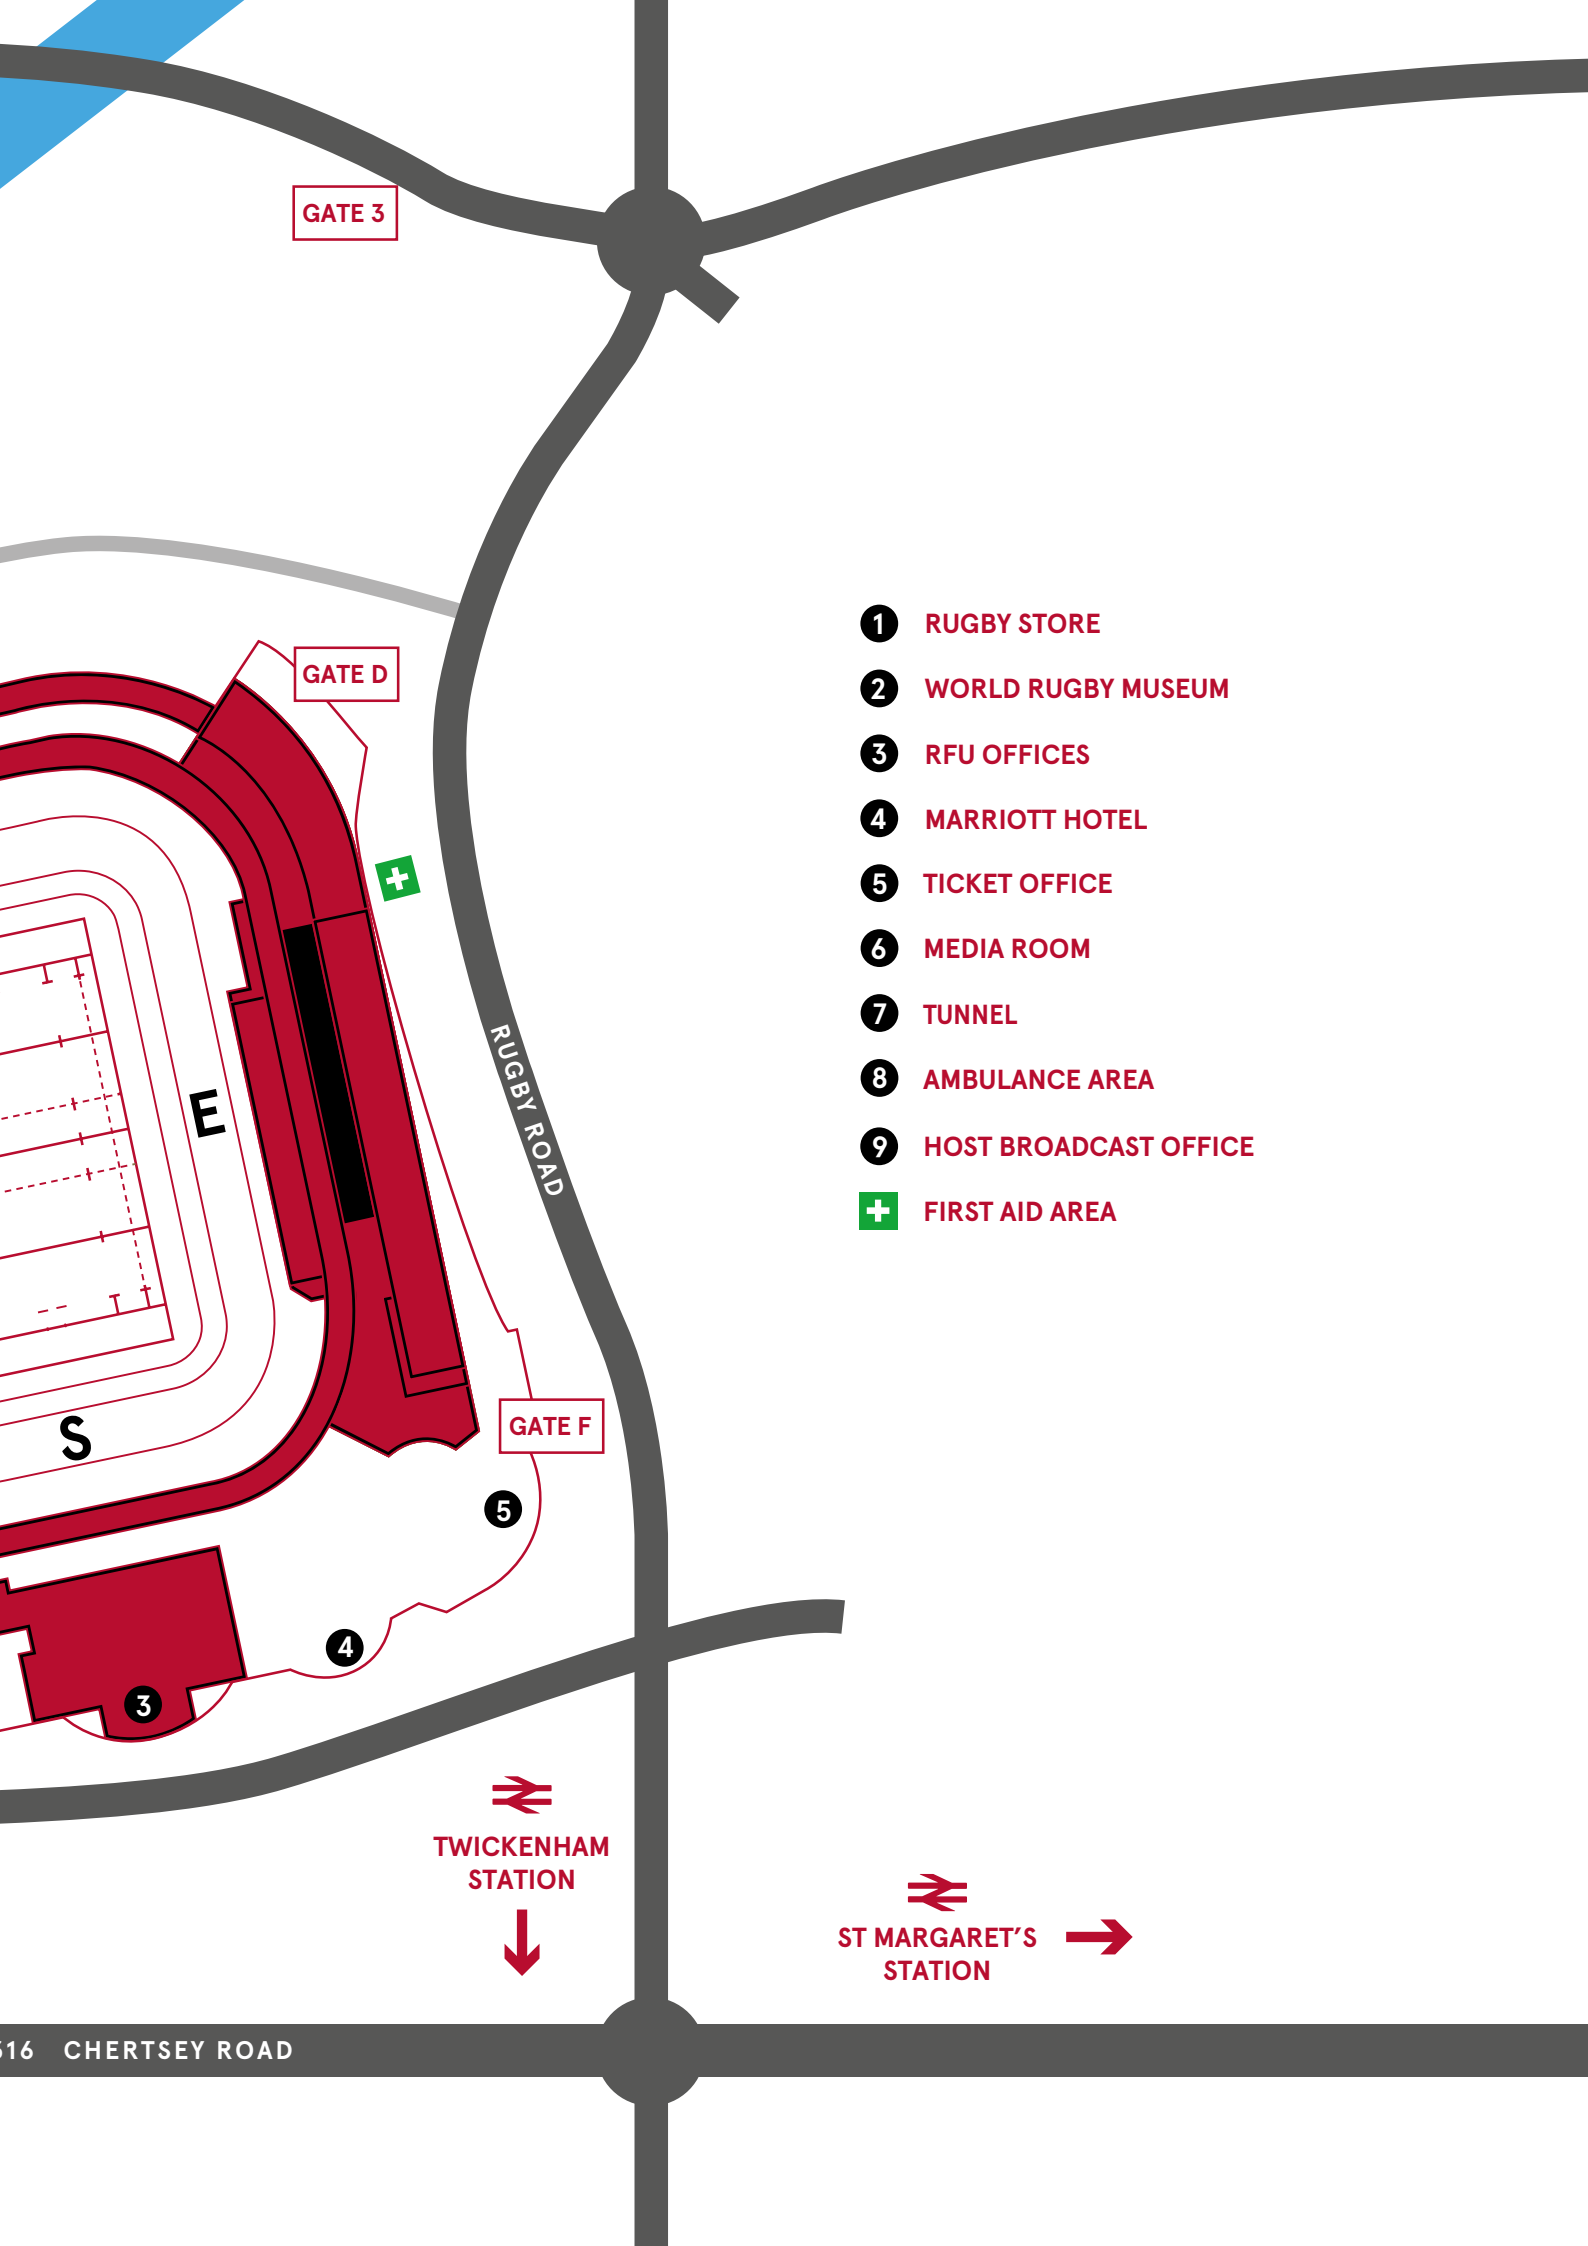 GATE 3
GATE D
E
S
RUGBY ROAD
GATE F
5
4
3
1 RUGBY STORE
2 WORLD RUGBY MUSEUM
3 RFU OFFICES
4 MARRIOTT HOTEL
5 TICKET OFFICE
6 MEDIA ROOM
7 TUNNEL
8 AMBULANCE AREA
9 HOST BROADCAST OFFICE
FIRST AID AREA
TWICKENHAM
STATION
ST MARGARET’S
STATION
CHERTSEY ROAD